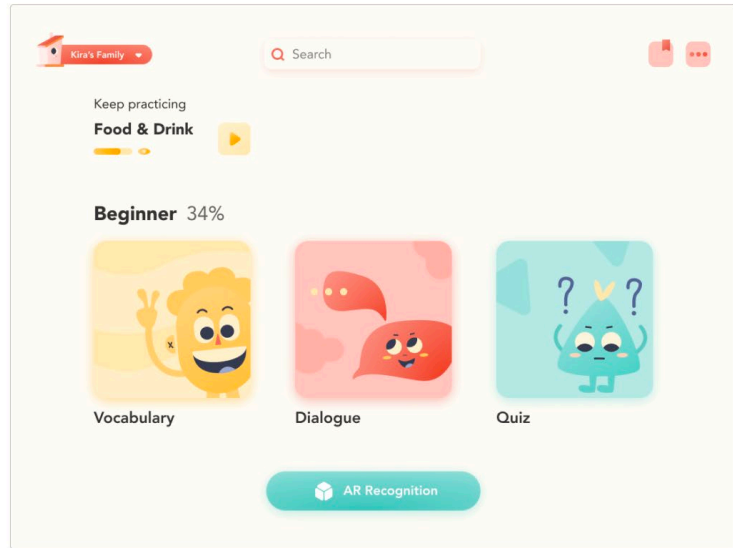 Kira's Family
Search
Keep practicing
Food & Drink
Beginner 34%
? ?
Vocabulary
Dialogue
Quiz
AR Recognition